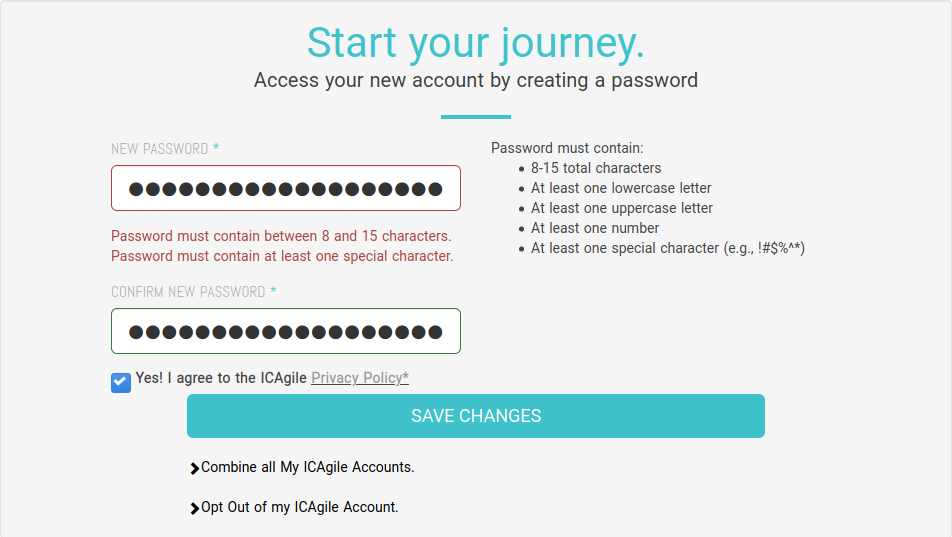 Start your journey.
Access your new account by creating a password
NEW PASSWORD *
●●●●●●●●●●●●●●●●●●●
Password must contain between 8 and 15 characters.
Password must contain at least one special character.
CONFIRM NEW PASSWORD *
●●●●●●●●●●●●●●●●●●●
Password must contain:
• 8-15 total characters
• At least one lowercase letter
• At least one uppercase letter
• At least one number
• At least one special character (e.g., !#$%^*)
Yes! I agree to the ICAgile Privacy Policy*
SAVE CHANGES
Combine all My ICAgile Accounts.
Opt Out of my ICAgile Account.